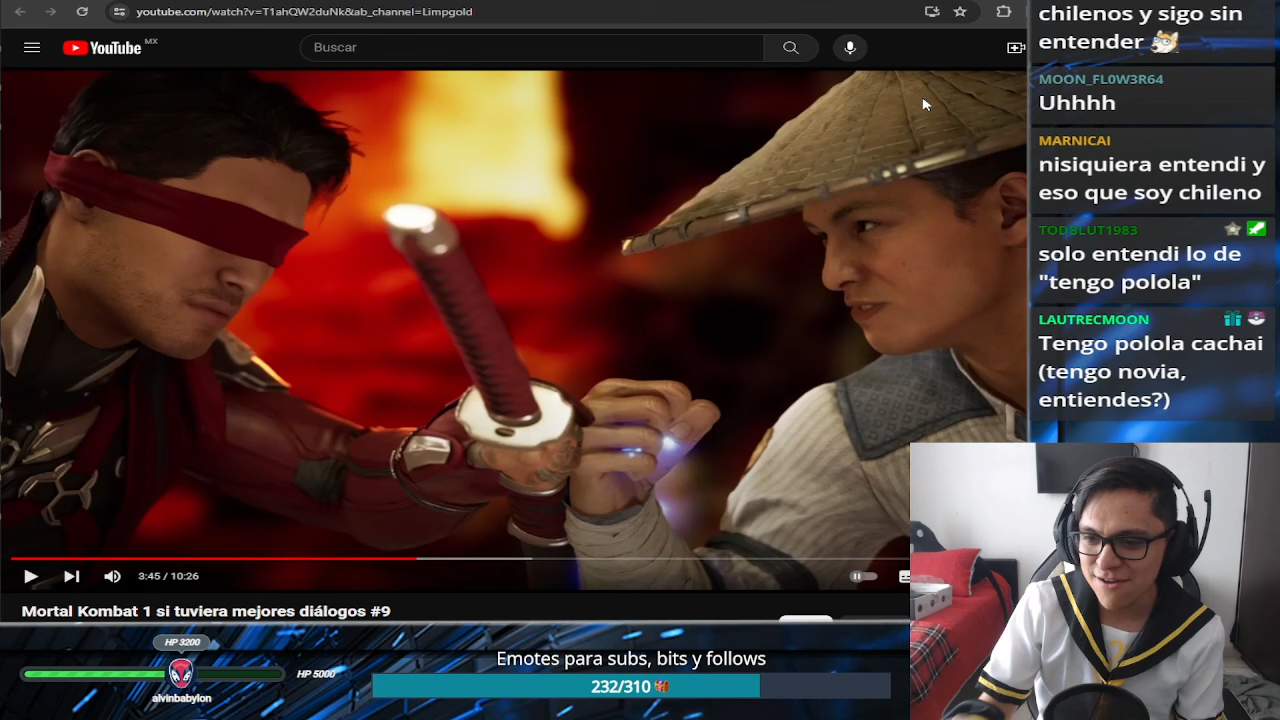 youtube.com/watch?v=T1ahQW2duNk&ab_channel=Limpgold
YouTube MX
Buscar
3:45 / 10:26
Mortal Kombat 1 si tuviera mejores diálogos #9
chilenos y sigo sin
entender
MOON_FL0W3R64
Uhhhh
MARNICAI
nisiquiera entendi y
eso que soy chileno
TODBLUT1983
solo entendi lo de
"tengo polola"
LAUTRECMOON
Tengo polola cachai
(tengo novia,
entiendes?)
HP 3200
HP 5000
alvinbabylon
Emotes para subs, bits y follows
232/310